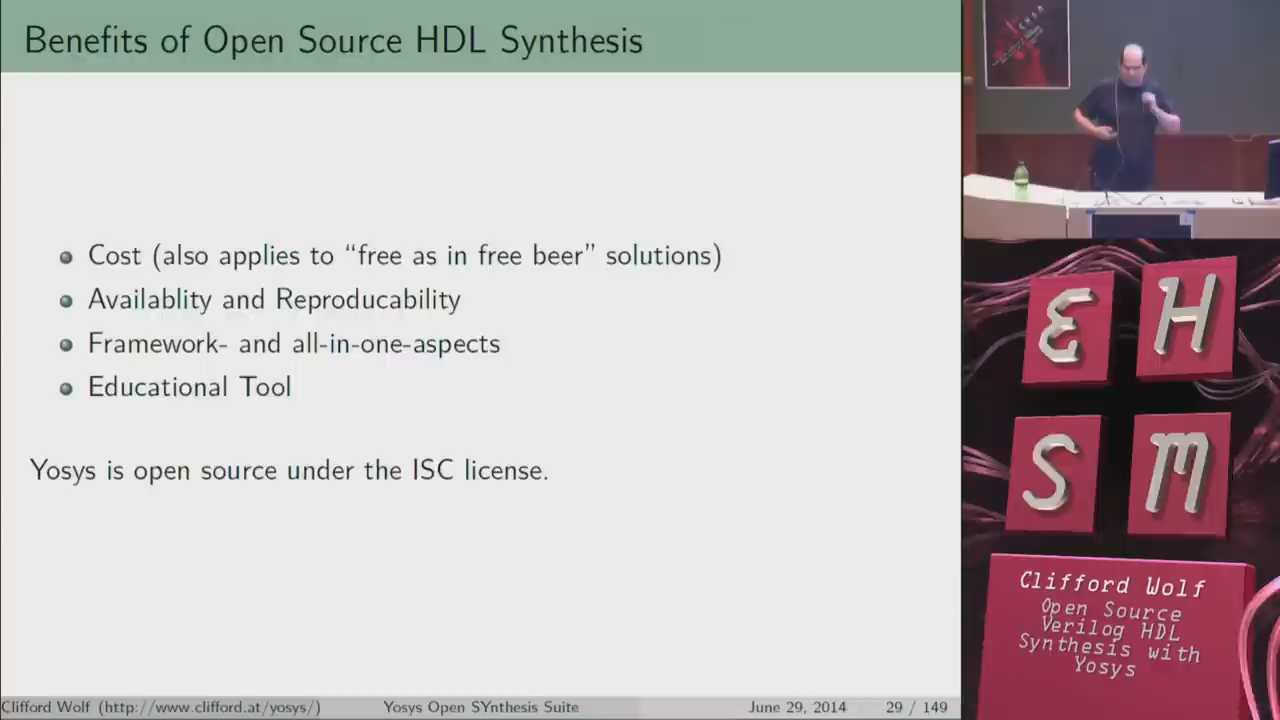 Benefits of Open Source HDL Synthesis
Cost (also applies to “free as in free beer” solutions)
Availablity and Reproducability
Framework- and all-in-one-aspects
Educational Tool
Yosys is open source under the ISC license.
Clifford Wolf (http://www.clifford.at/yosys/)
Yosys Open SYnthesis Suite
June 29, 2014
29 / 149
E H
S M
Clifford Wolf
Open Source
Verilog HDL
Synthesis with
Yosys